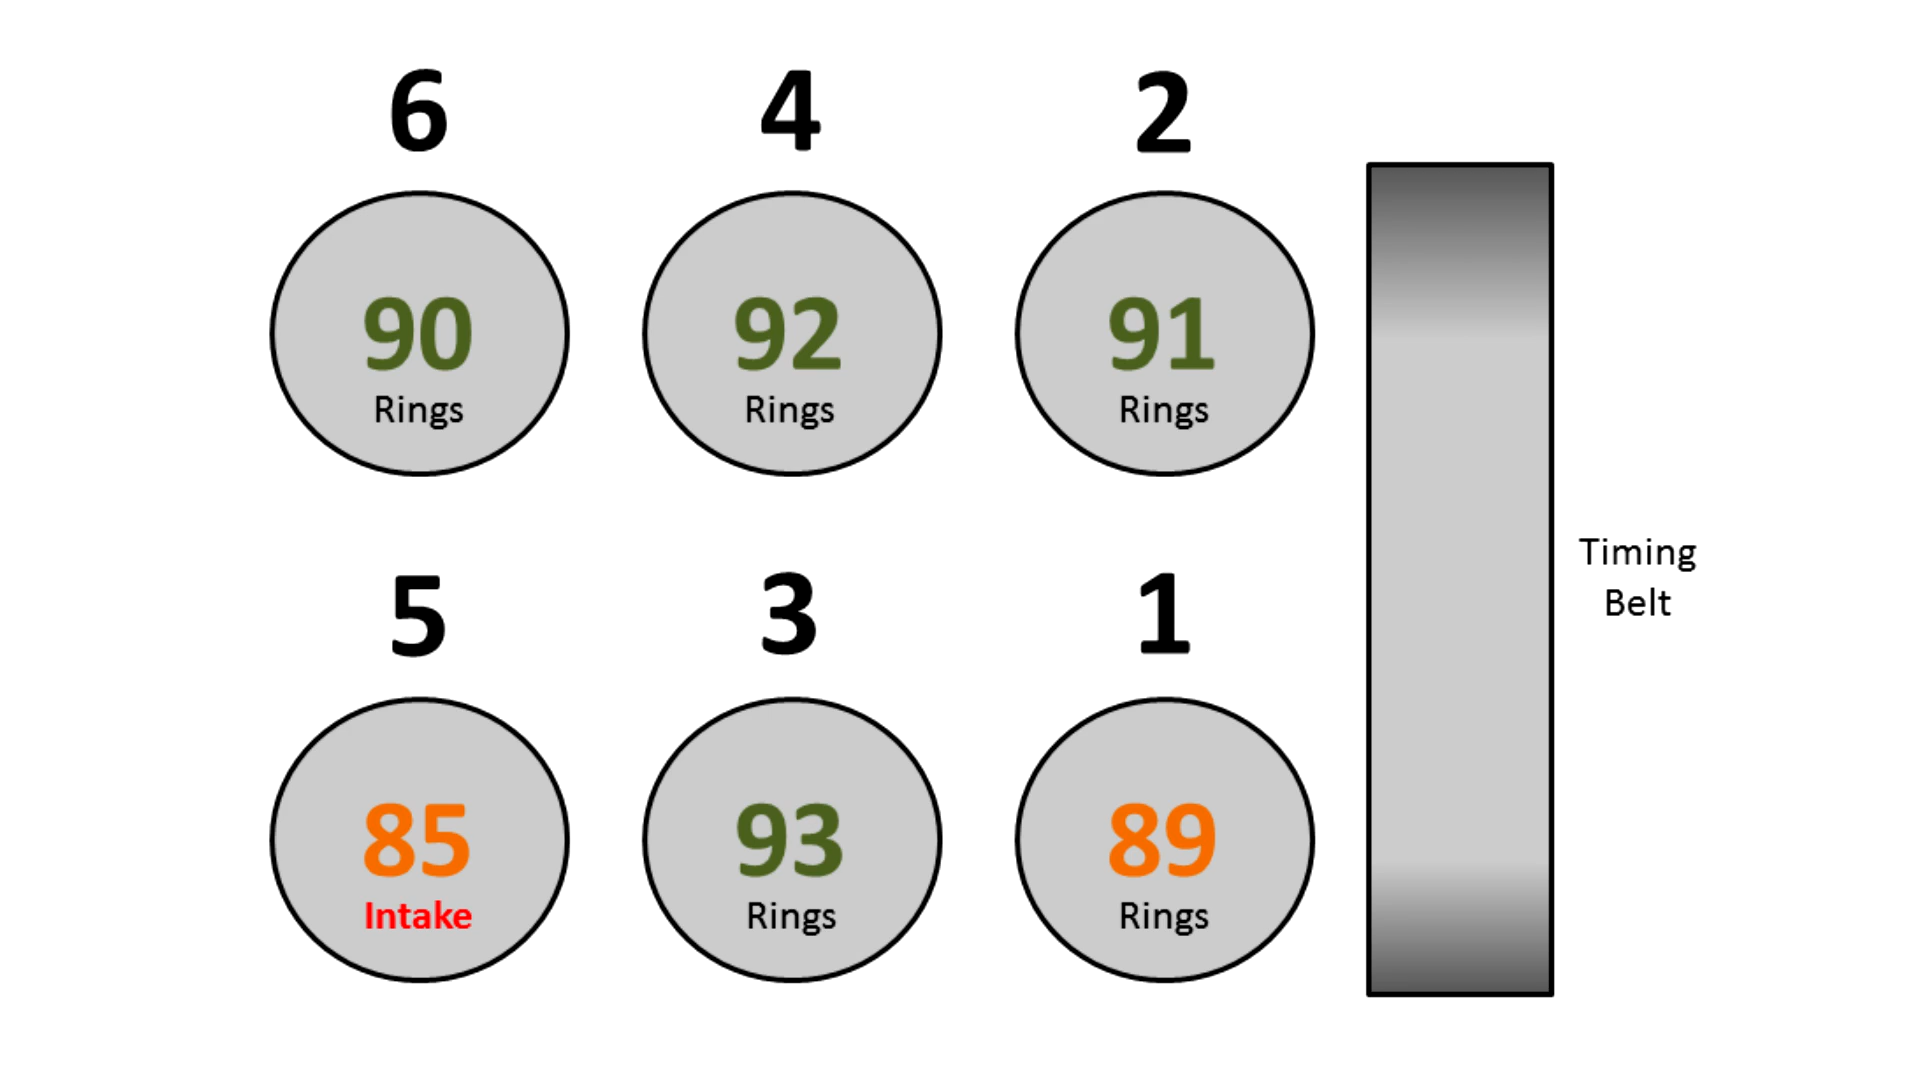 6 4 2
90 92 91
Rings Rings Rings
Timing
Belt
5 3 1
85 93 89
Intake Rings Rings